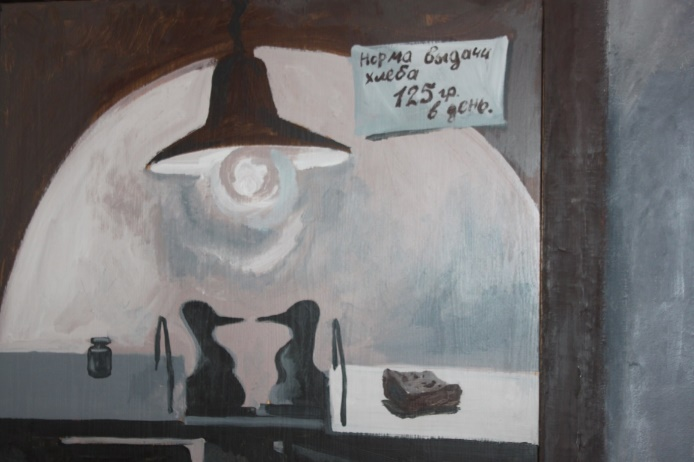 норма выдачи
хлеба
125 гр.
в день.